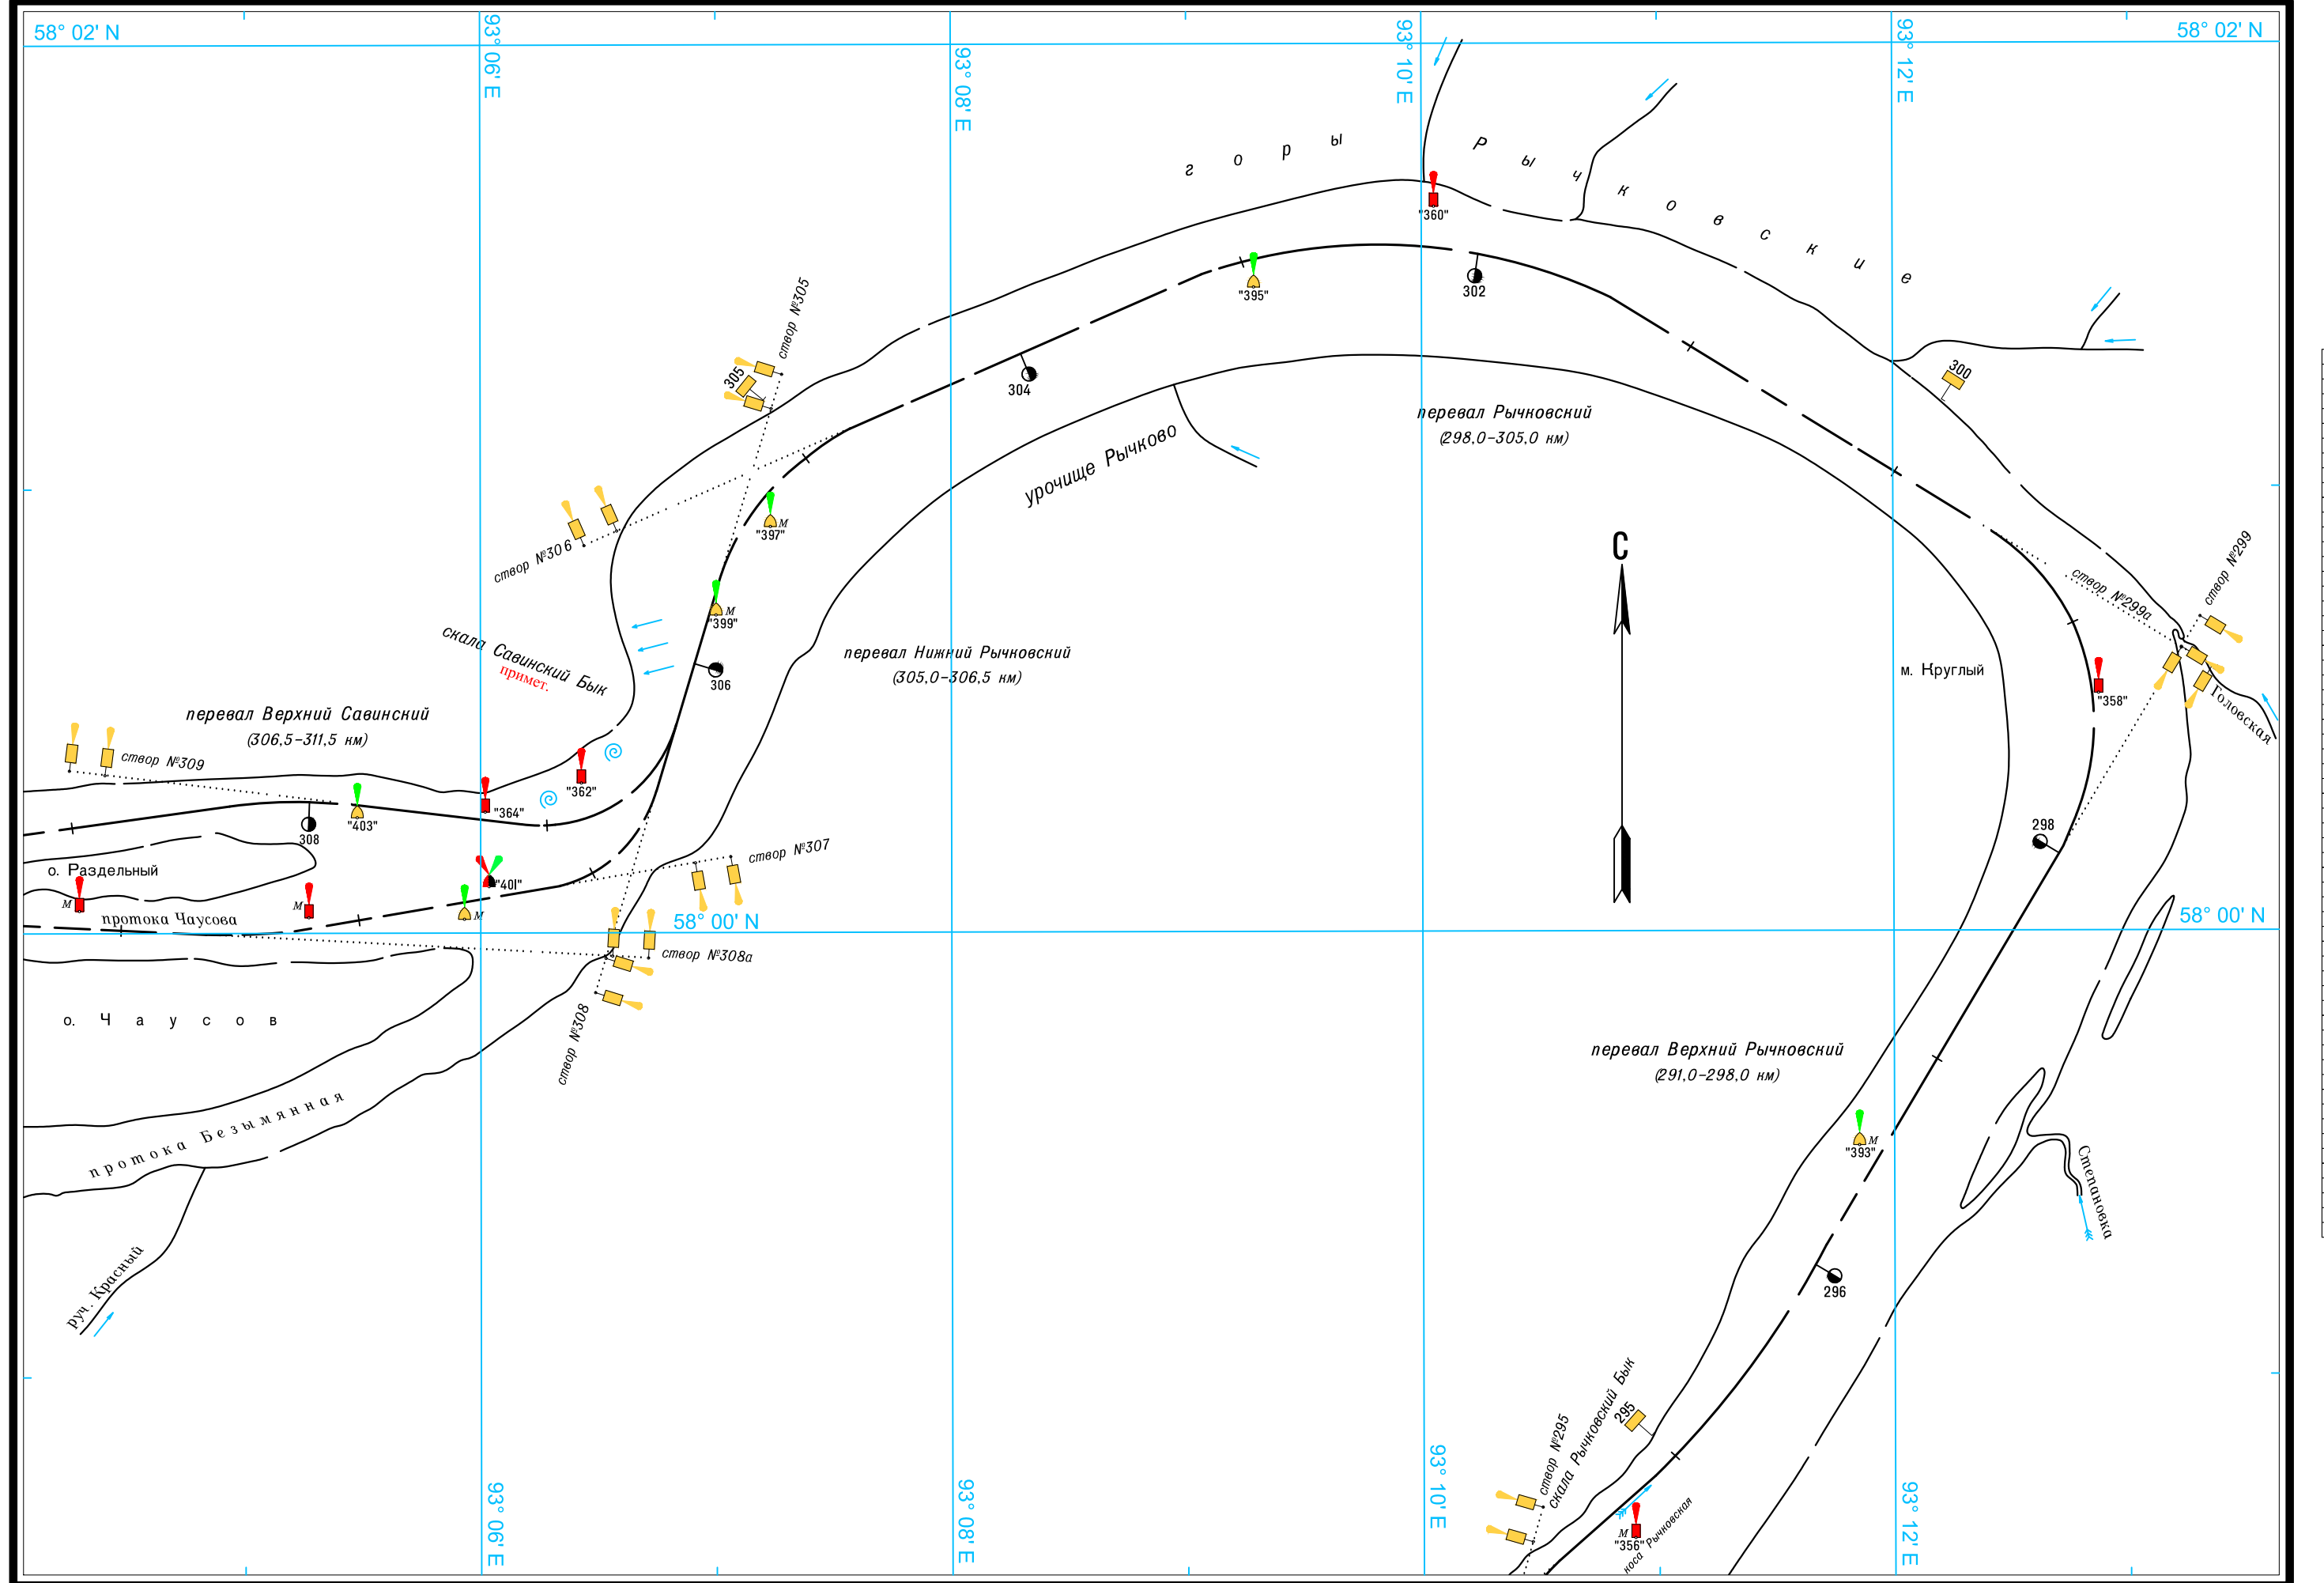 58° 02' N
93° 06' E
93° 08' E
93° 10' E
93° 12' E
58° 02' N
горы Рычковские
"360"
створ №305
305
"395"
302
304
300
перевал Рычковский
(298,0-305,0 км)
урочище Рычково
створ №306
"397"
М
С
створ №299
створ №299а
"399"
М
скала Савинский Бык
примет.
перевал Нижний Рычковский
(305,0-306,5 км)
306
м. Круглый
"358"
Головская
перевал Верхний Савинский
(306,5-311,5 км)
створ №309
"362"
"364"
"403"
308
298
створ №307
о. Раздельный
"401"
М
М
М
протока Чаусова
58° 00' N
58° 00' N
створ №308а
створ №308
о. Чаусов
перевал Верхний Рычковский
(291,0-298,0 км)
протока Безымянная
"393"
М
Степановка
руч. Красный
296
295
створ №295
скала Рычковский Бык
М
"356"
коса Рычковская
93° 06' E
93° 08' E
93° 10' E
93° 12' E